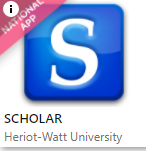 i
NATIONAL
APP
S
SCHOLAR
Heriot-Watt University